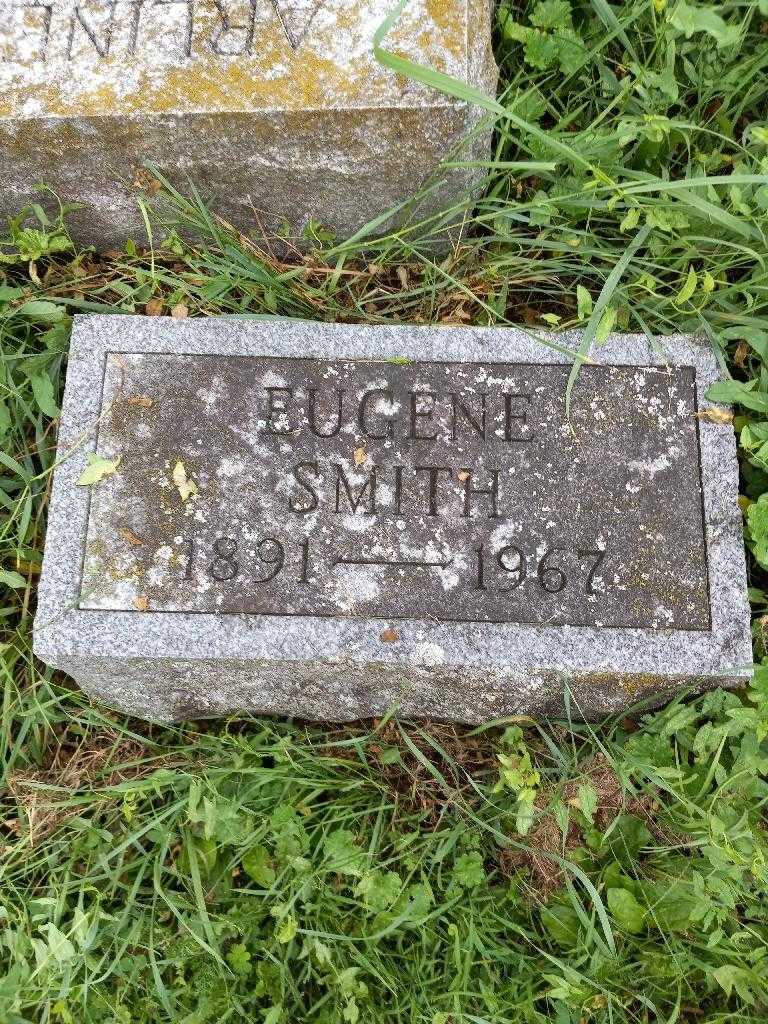 EUGENE
SMITH
1891 — 1967